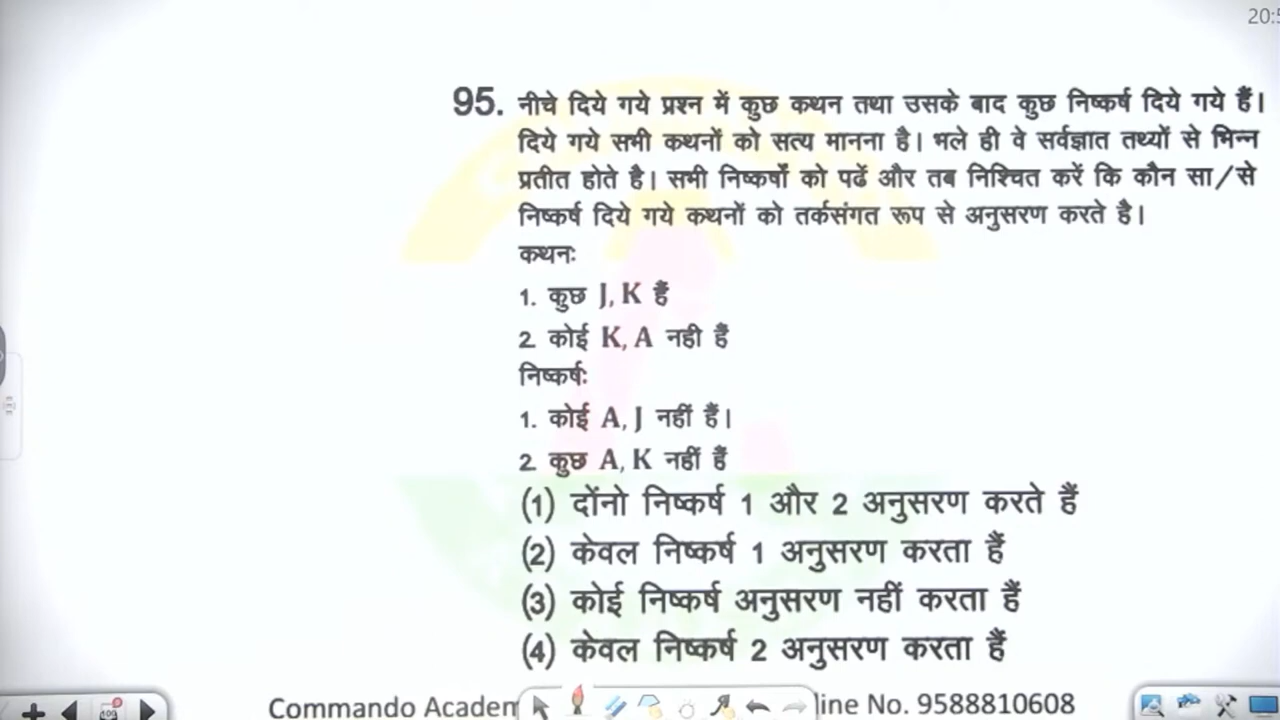 20:5
95. नीचे दिये गये प्रश्न में कुछ कथन तथा उसके बाद कुछ निष्कर्ष दिये गये हैं।
दिये गये सभी कथनों को सत्य मानना है। भले ही वे सर्वज्ञात तथ्यों से भिन्न
प्रतीत होते है। सभी निष्कर्षों को पढें और तब निश्चित करें कि कौन सा/से
निष्कर्ष दिये गये कथनों को तर्कसंगत रूप से अनुसरण करते है।
कथनः
1. कुछ J, K हैं
2. कोई K, A नही हैं
निष्कर्षः
1. कोई A, J नहीं हैं।
2. कुछ A, K नहीं हैं
(1) दोंनो निष्कर्ष 1 और 2 अनुसरण करते हैं
(2) केवल निष्कर्ष 1 अनुसरण करता हैं
(3) कोई निष्कर्ष अनुसरण नहीं करता हैं
(4) केवल निष्कर्ष 2 अनुसरण करता हैं
Commando Academ line No. 9588810608